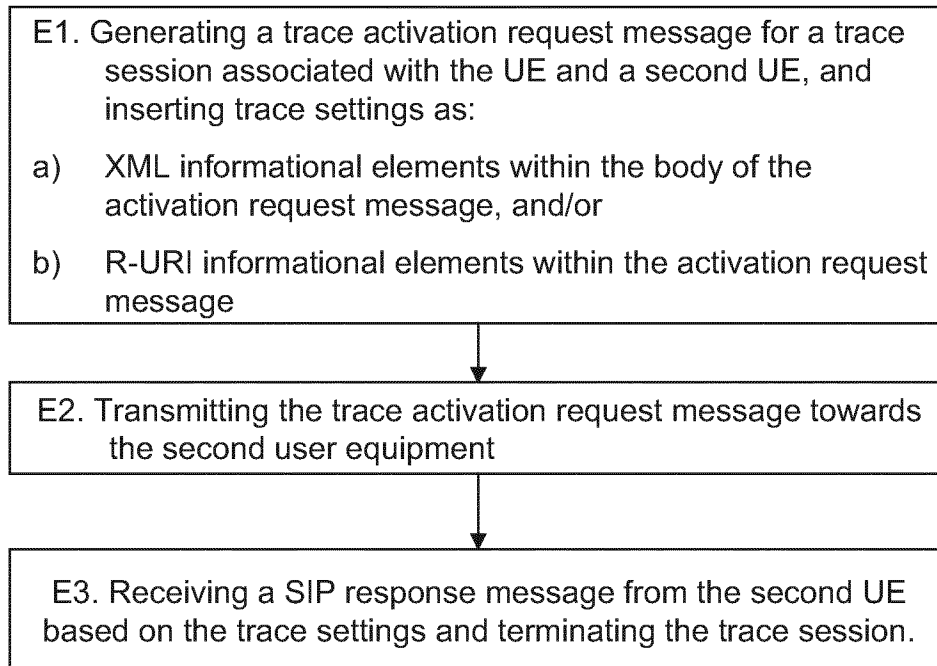 E1. Generating a trace activation request message for a trace
session associated with the UE and a second UE, and
inserting trace settings as:
a) XML informational elements within the body of the
activation request message, and/or
b) R-URI informational elements within the activation request
message
E2. Transmitting the trace activation request message towards
the second user equipment
E3. Receiving a SIP response message from the second UE
based on the trace settings and terminating the trace session.